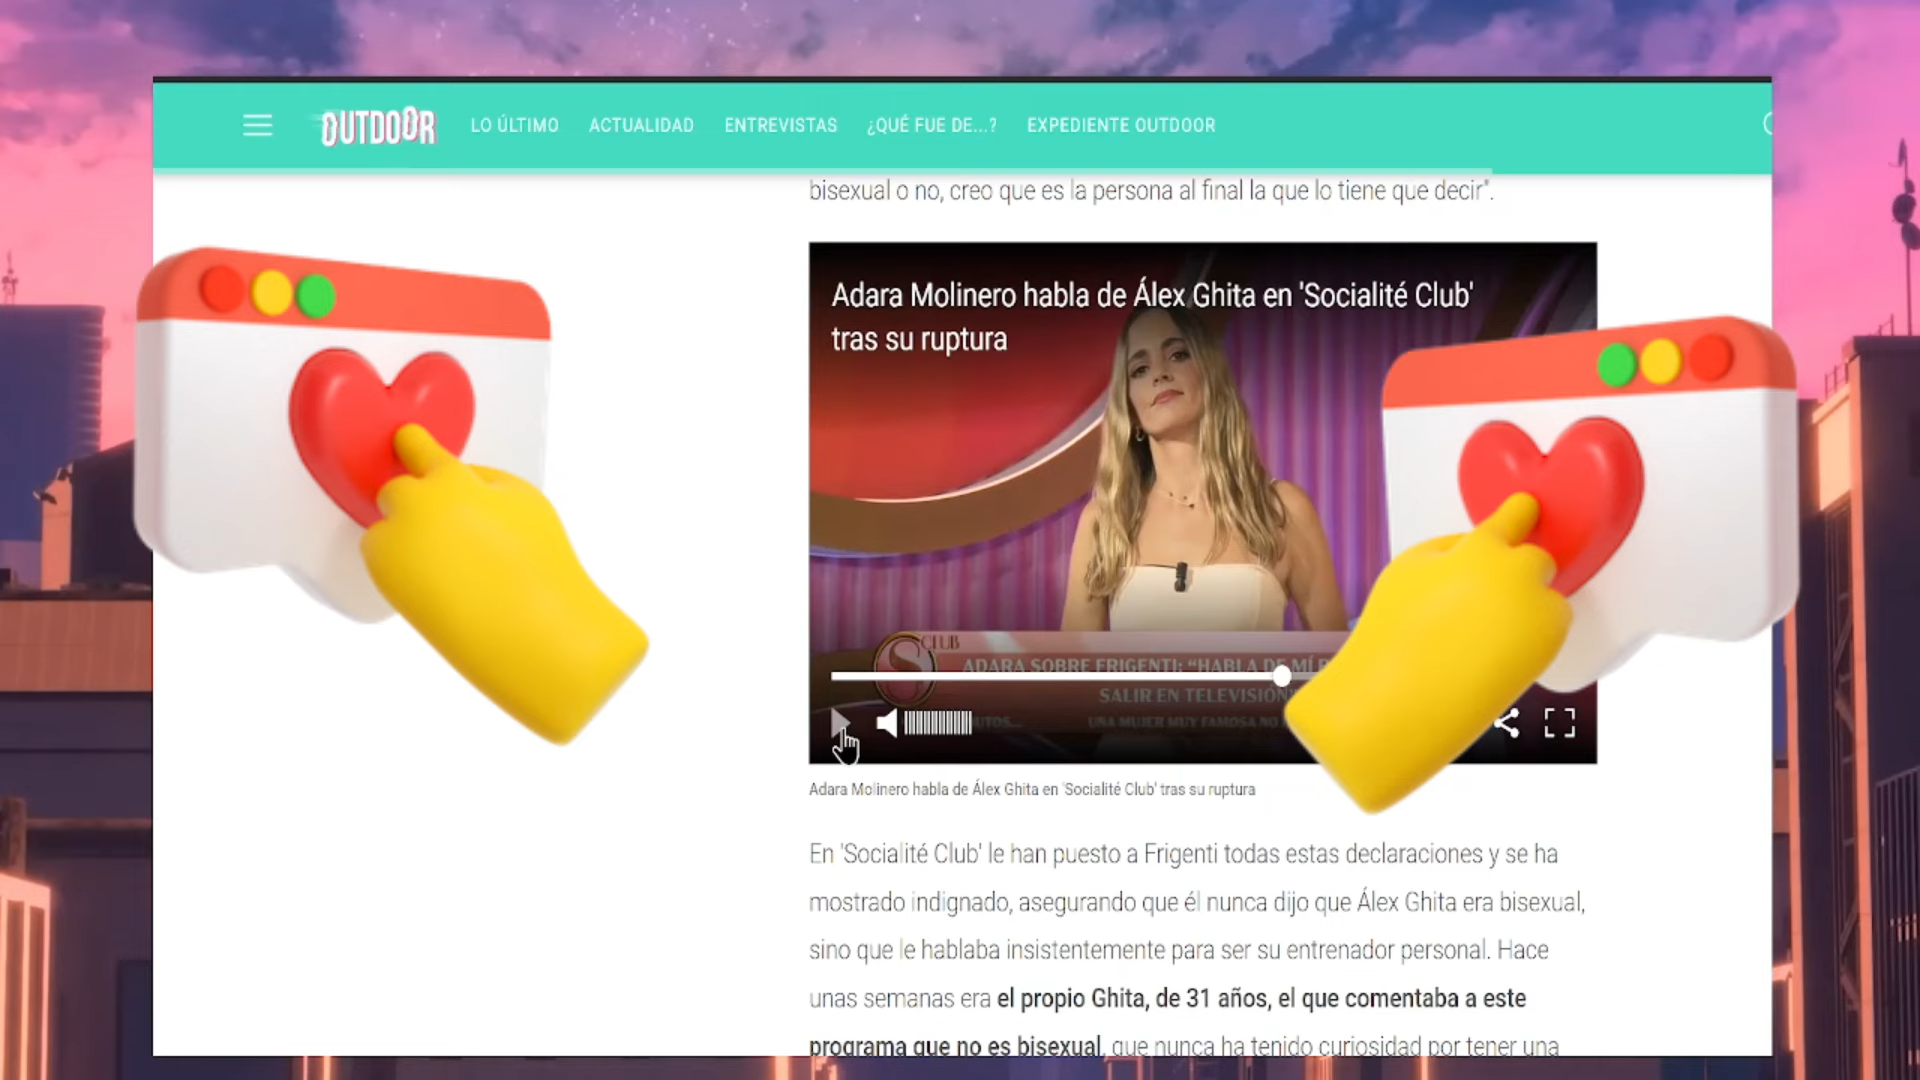 OUTDOOR
LO ÚLTIMO
ACTUALIDAD
ENTREVISTAS
¿QUÉ FUE DE...?
EXPEDIENTE OUTDOOR
bisexual o no, creo que es la persona al final la que lo tiene que decir".
Adara Molinero habla de Álex Ghita en 'Socialité Club'
tras su ruptura
CLUB
ADARA SOBRE FRIGENTI: "HABLA DE MÍ P
SALIR EN TELEVISIÓN
UNA MUJER MUY FAMOSA NO
Adara Molinero habla de Álex Ghita en 'Socialité Club' tras su ruptura
En 'Socialité Club' le han puesto a Frigenti todas estas declaraciones y se ha
mostrado indignado, asegurando que él nunca dijo que Álex Ghita era bisexual,
sino que le hablaba insistentemente para ser su entrenador personal. Hace
unas semanas era el propio Ghita, de 31 años, el que comentaba a este
programa que no es bisexual, que nunca ha tenido curiosidad por tener una